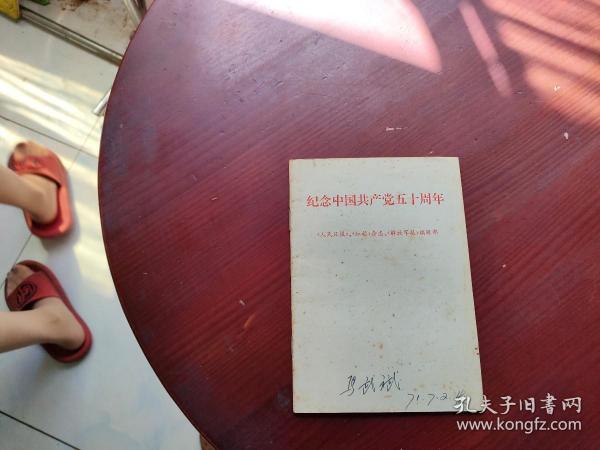 纪念中国共产党五十周年
《人民日报》、《红旗》杂志、《解放军报》编辑部
71.7.2
孔夫子旧书网
www.kongfz.com